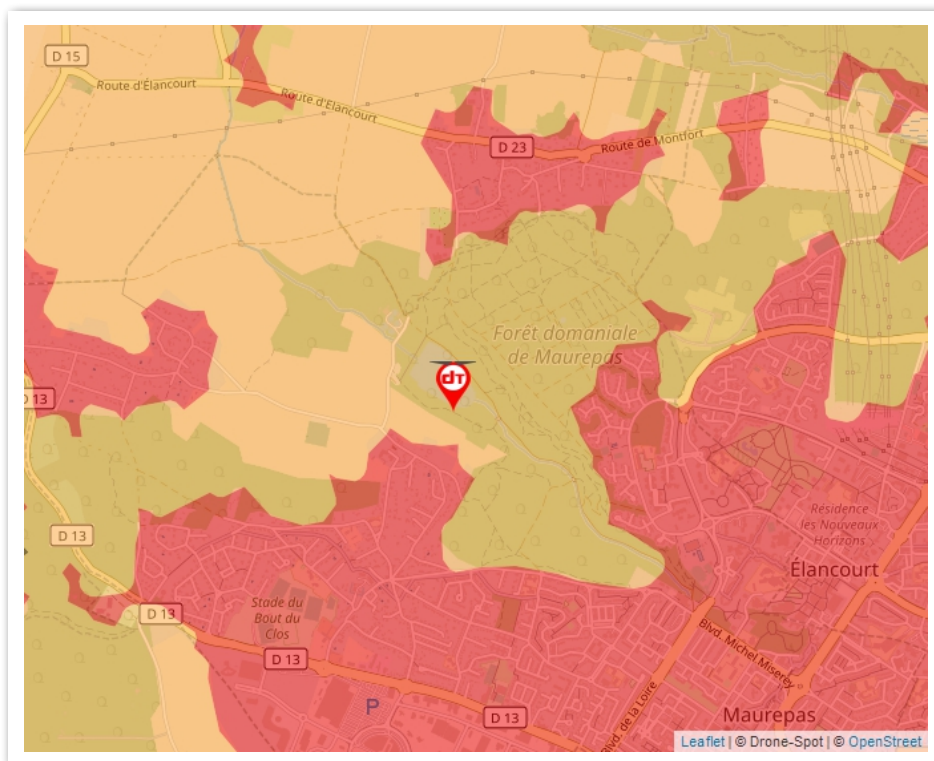 D 15
Route d'Élancourt
Route d'Élancourt
D 23
Route de Montfort
Forêt domaniale
de Maurepas
dT
D 13
D 13
D 13
Stade du
Bout du
Clos
D 13
P
D 13
Résidence
les Nouveaux
Horizons
Élancourt
Blvd. Michel Miserey
Blvd. de la Loire
Maurepas
Leaflet | © Drone-Spot | © OpenStreet